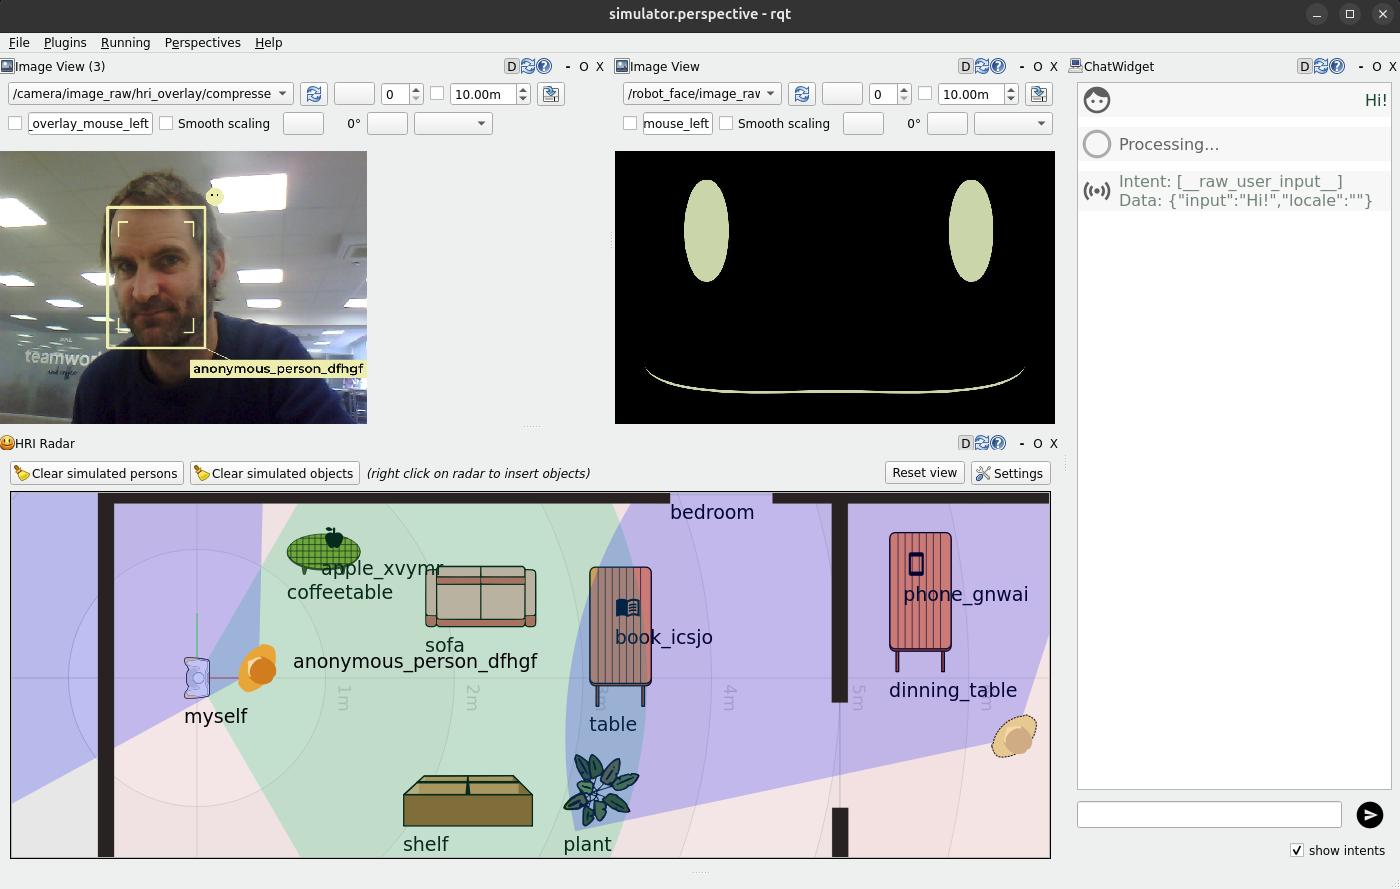 simulator.perspective - rqt
File Plugins Running Perspectives Help
Image View (3)
D
- O X
/camera/image_raw/hri_overlay/compresse
0
10.00m
_overlay_mouse_left
Smooth scaling
0°
teamwor
anonymous_person_dfhgf
Image View
D
- O X
/robot_face/image_raw
0
10.00m
mouse_left
Smooth scaling
0°
HRI Radar
D
- O X
Clear simulated persons
Clear simulated objects
(right click on radar to insert objects)
Reset view
Settings
bedroom
apple_xvymr
coffeetable
phone_gnwai
book_icsjo
sofa
anonymous_person_dfhgf
1m
2m
3m
4m
5m
dinning_table
myself
table
shelf
plant
ChatWidget
D
- O X
Hi!
Processing...
Intent: [__raw_user_input__]
Data: {"input":"Hi!","locale":""}
show intents